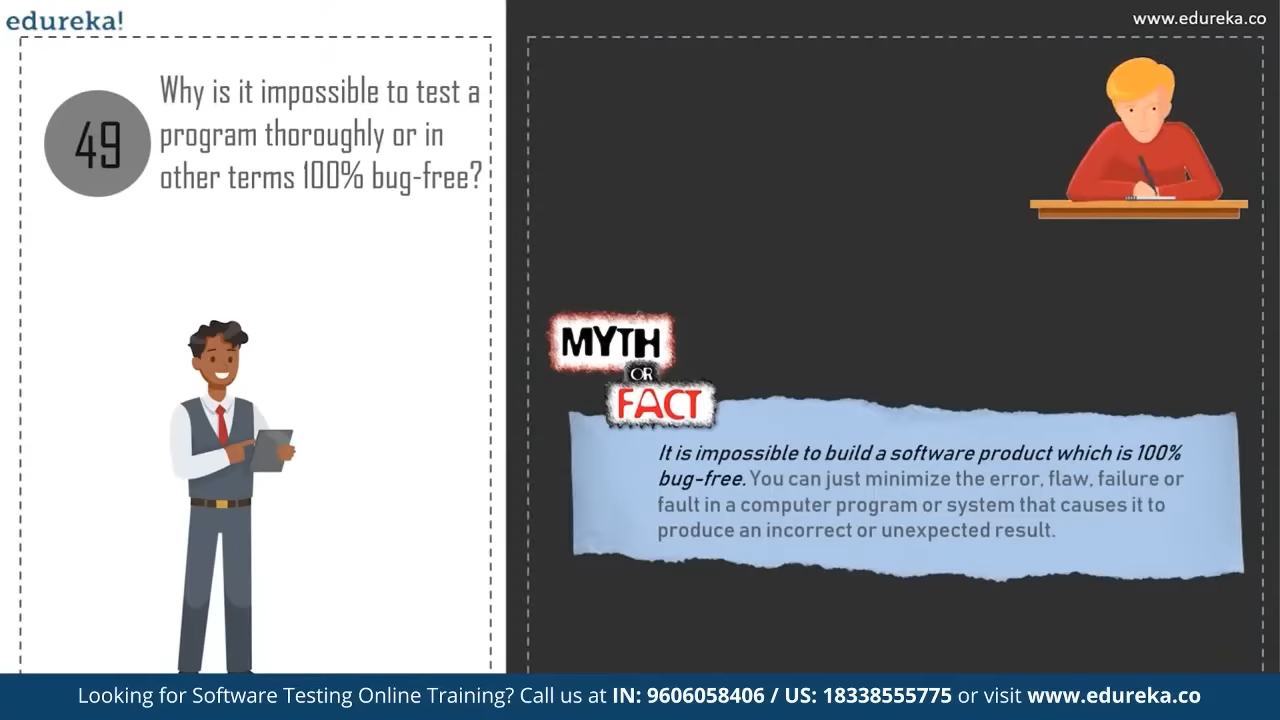 edureka!
www.edureka.co
49
Why is it impossible to test a
program thoroughly or in
other terms 100% bug-free?
MYTH
OR
FACT
It is impossible to build a software product which is 100%
bug-free. You can just minimize the error, flaw, failure or
fault in a computer program or system that causes it to
produce an incorrect or unexpected result.
Looking for Software Testing Online Training? Call us at IN: 9606058406 / US: 18338555775 or visit www.edureka.co